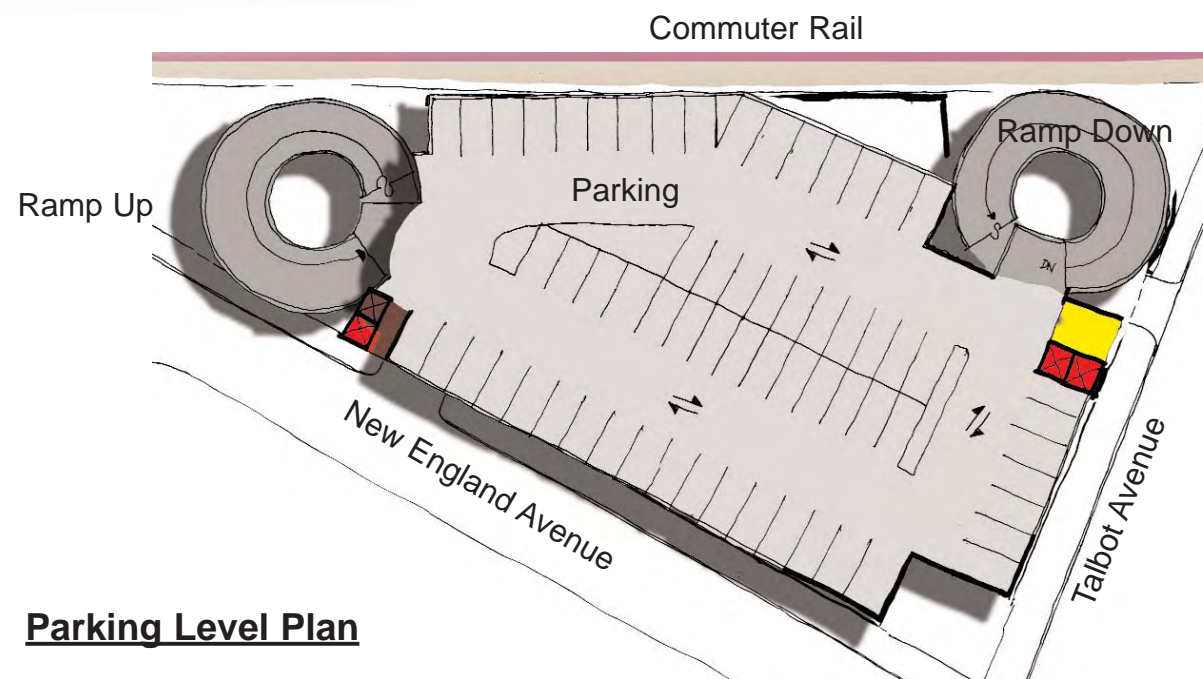 Commuter Rail
Ramp Down
Parking
Ramp Up
DN
New England Avenue
Talbot Avenue
Parking Level Plan